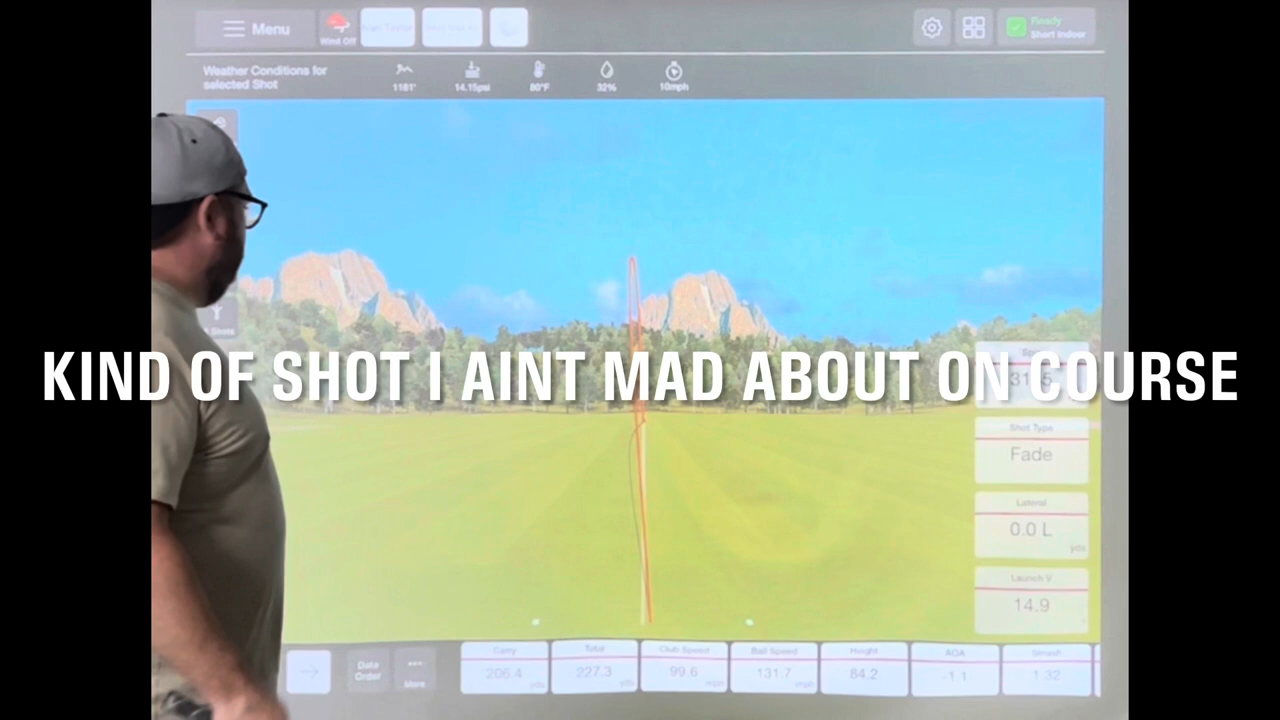 Menu
Wind Off
Ready
Short Indoor
Weather Conditions for
selected Shot
1161'
14.15psi
80°F
32%
10mph
Shots
KIND OF SHOT I AINT MAD ABOUT ON COURSE
Shot Type
Fade
Lateral
0.0 L
yds
Launch V
14.9
Data
Order
More
Carry
206.4
yds
Total
227.3
yds
Club Speed
99.6
mph
Ball Speed
131.7
mph
Height
84.2
AOA
-1.1
Smash
1.32